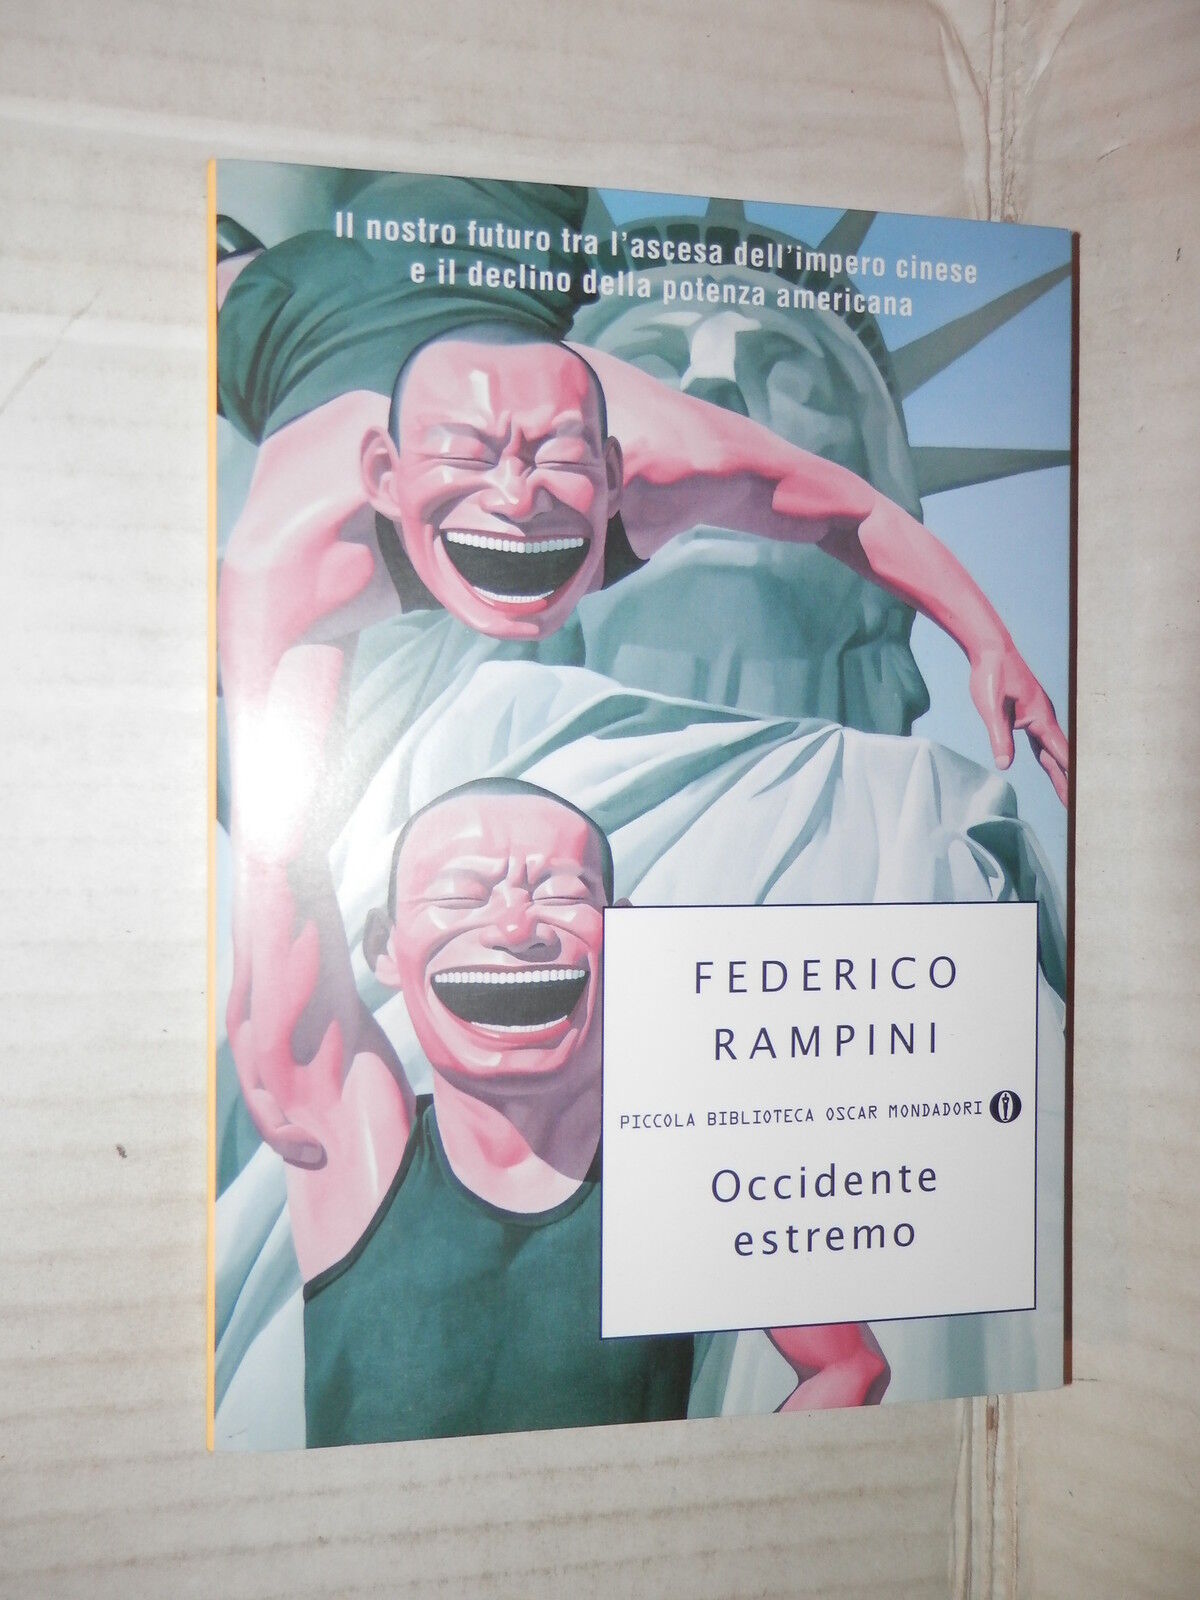 Il nostro futuro tra l'ascesa dell'impero cinese
e il declino della potenza americana
FEDERICO
RAMPINI
PICCOLA BIBLIOTECA OSCAR MONDADORI
Occidente
estremo